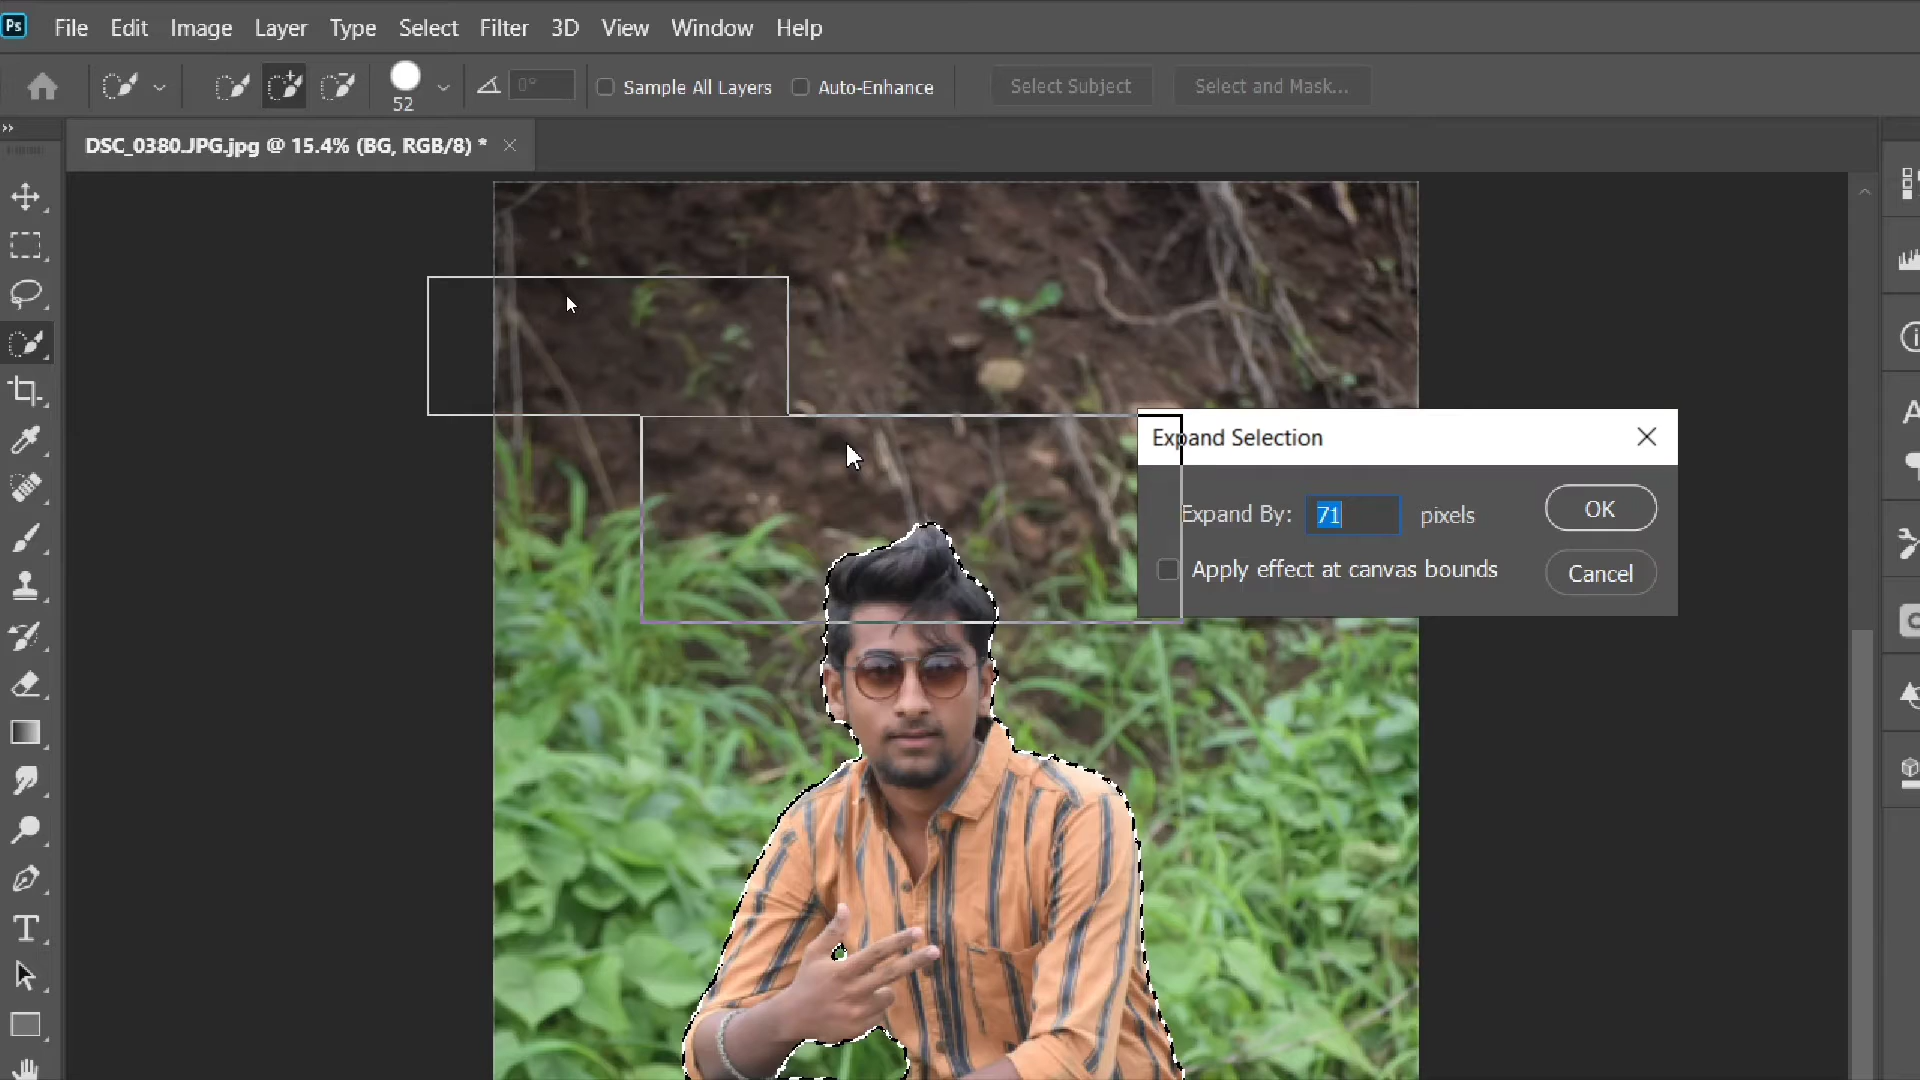 Ps File Edit Image Layer Type Select Filter 3D View Window Help
52 0° Sample All Layers Auto-Enhance Select Subject Select and Mask...
DSC_0380.JPG.jpg @ 15.4% (BG, RGB/8) * ×
Expand Selection
Expand By: 71 pixels OK
Apply effect at canvas bounds Cancel